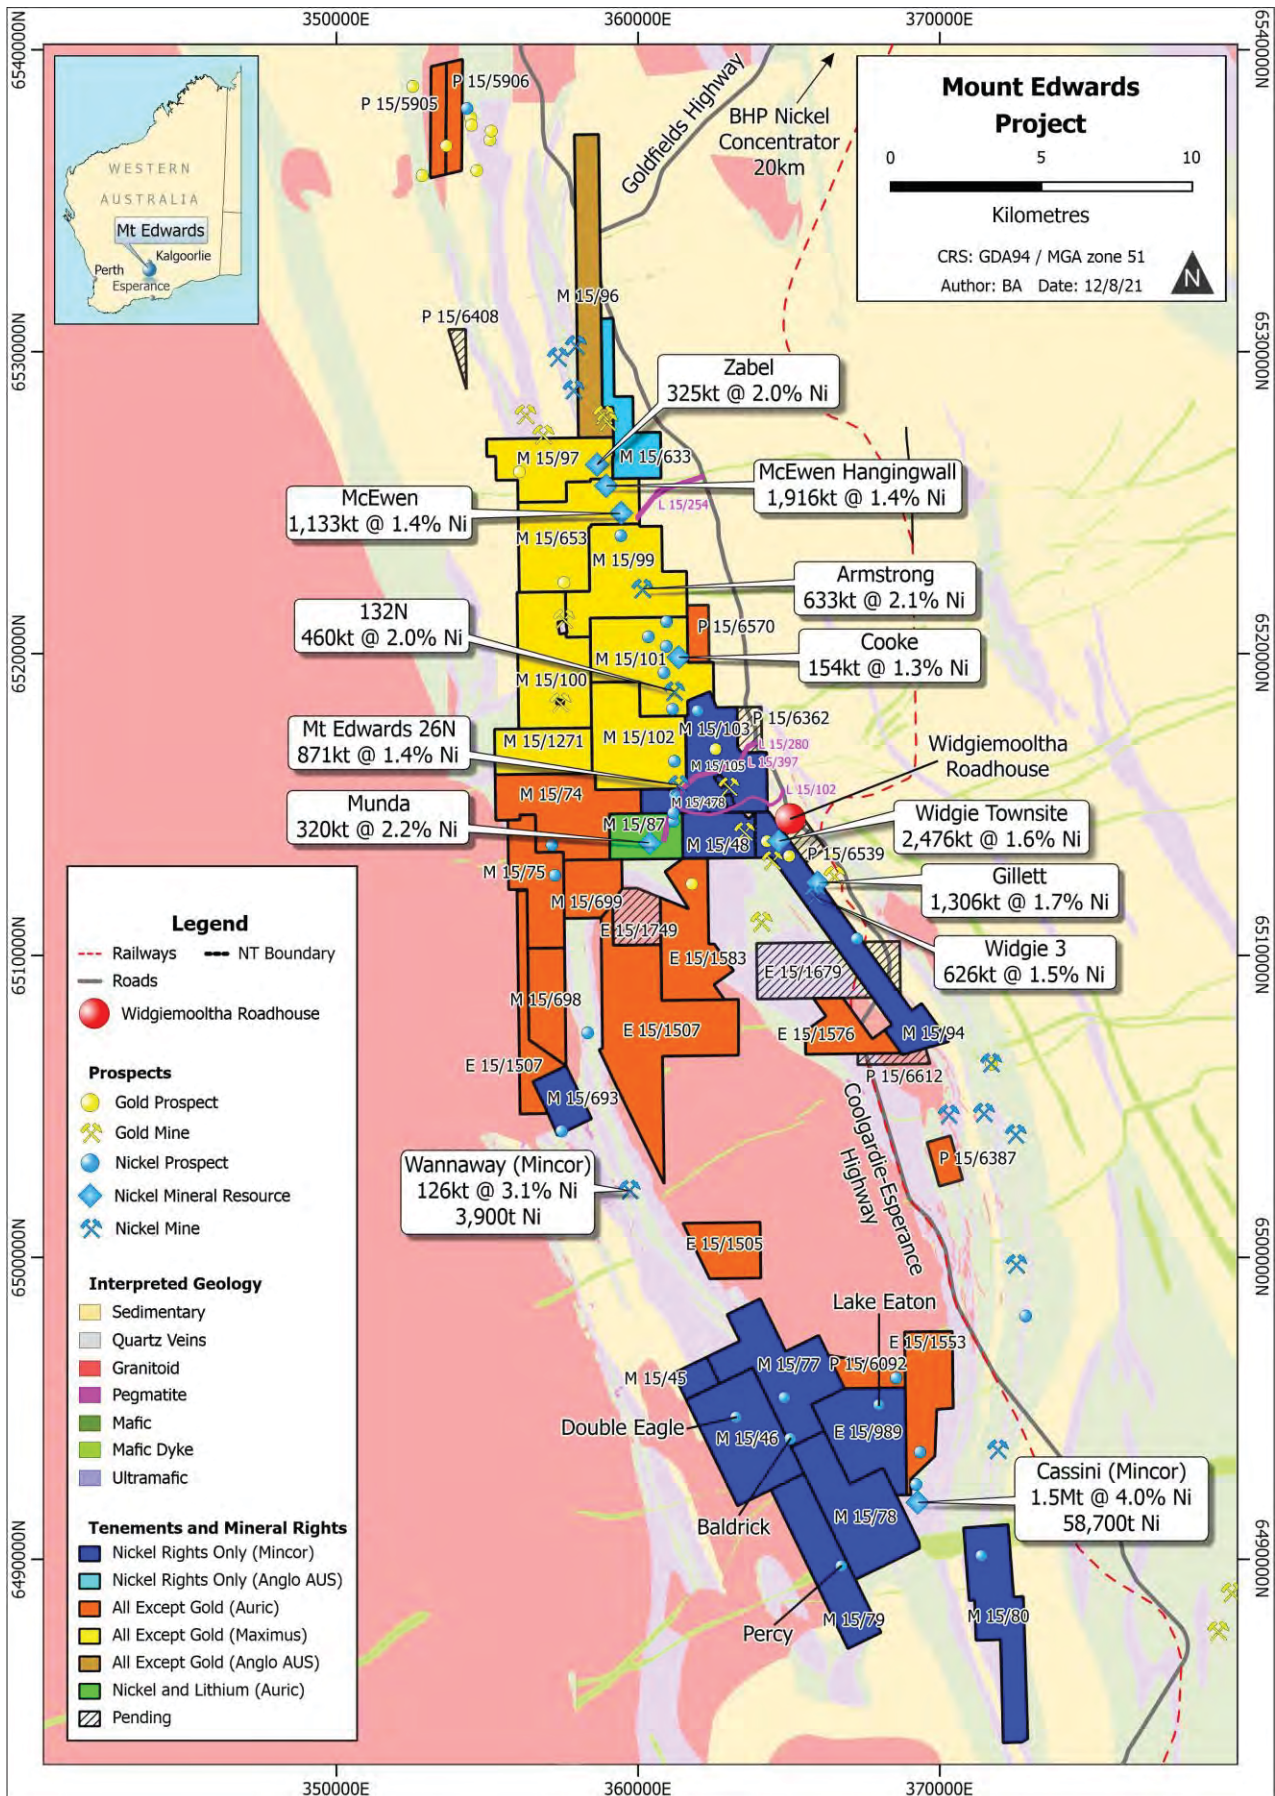 350000E
360000E
370000E
6540000N
6530000N
6520000N
6510000N
6500000N
6490000N
6540000N
6530000N
6520000N
6510000N
6500000N
6490000N
WESTERN
AUSTRALIA
Mt Edwards
Kalgoorlie
Perth
Esperance
Mount Edwards
Project
0 5 10
Kilometres
CRS: GDA94 / MGA zone 51
Author: BA Date: 12/8/21
N
P 15/5906
P 15/5905
Goldfields Highway
BHP Nickel
Concentrator
20km
M 15/96
P 15/6408
Zabel
325kt @ 2.0% Ni
M 15/97
M 15/633
McEwen Hangingwall
1,916kt @ 1.4% Ni
McEwen
1,133kt @ 1.4% Ni
L 15/254
M 15/653
M 15/99
Armstrong
633kt @ 2.1% Ni
132N
460kt @ 2.0% Ni
P 15/6570
Cooke
154kt @ 1.3% Ni
M 15/101
M 15/100
Mt Edwards 26N
871kt @ 1.4% Ni
M 15/1271
M 15/102
M 15/103
P 15/6362
L 15/280
L 15/397
M 15/105
Widgiemooltha
Roadhouse
L 15/102
M 15/74
M 15/478
Munda
320kt @ 2.2% Ni
M 15/87
M 15/48
Widgie Townsite
2,476kt @ 1.6% Ni
P 15/6539
M 15/75
Gillett
1,306kt @ 1.7% Ni
M 15/699
E 15/1749
Widgie 3
626kt @ 1.5% Ni
E 15/1583
E 15/1679
M 15/698
E 15/1507
E 15/1576
M 15/94
E 15/1507
P 15/6612
M 15/693
Coolgardie-Esperance
Highway
P 15/6387
Wannaway (Mincor)
126kt @ 3.1% Ni
3,900t Ni
E 15/1505
Lake Eaton
E 15/1553
M 15/77
P 15/6092
M 15/45
Double Eagle
M 15/46
E 15/989
Cassini (Mincor)
1.5Mt @ 4.0% Ni
58,700t Ni
Baldrick
M 15/78
M 15/79
Percy
M 15/80
Legend
Railways
NT Boundary
Roads
Widgiemooltha Roadhouse
Prospects
Gold Prospect
Gold Mine
Nickel Prospect
Nickel Mineral Resource
Nickel Mine
Interpreted Geology
Sedimentary
Quartz Veins
Granitoid
Pegmatite
Mafic
Mafic Dyke
Ultramafic
Tenements and Mineral Rights
Nickel Rights Only (Mincor)
Nickel Rights Only (Anglo AUS)
All Except Gold (Auric)
All Except Gold (Maximus)
All Except Gold (Anglo AUS)
Nickel and Lithium (Auric)
Pending
350000E
360000E
370000E